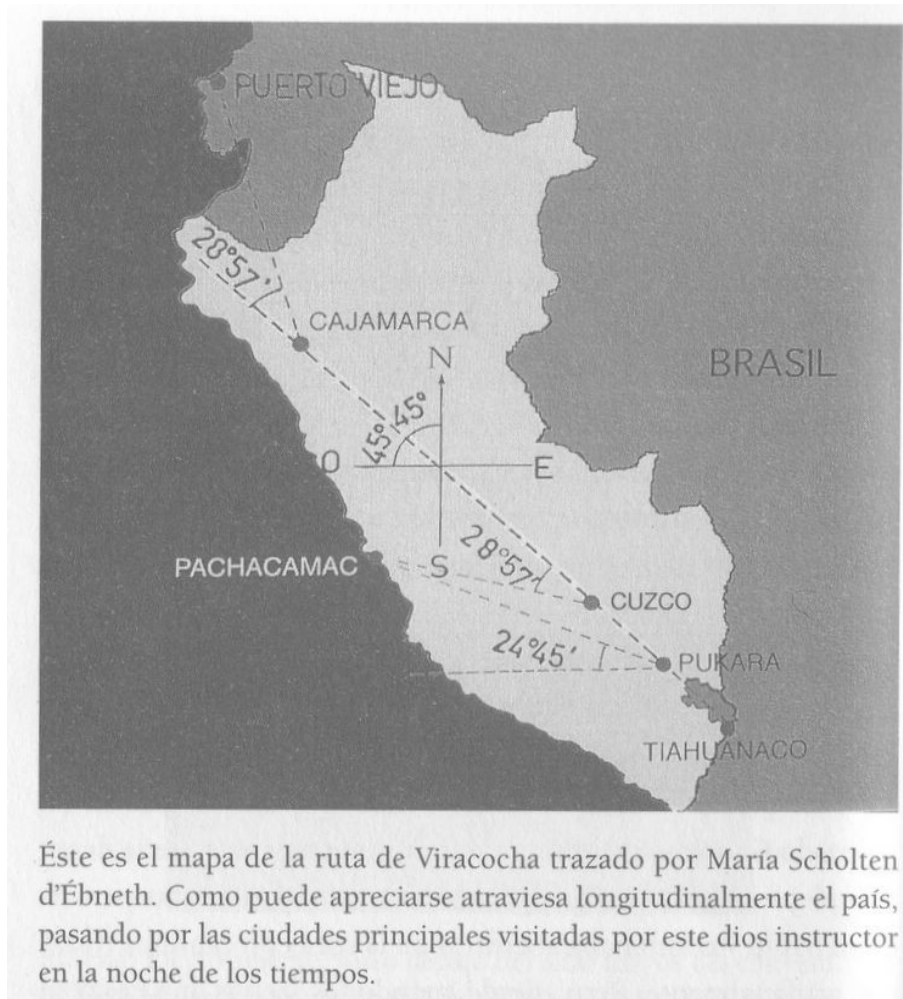 PUERTO VIEJO
28°57'
CAJAMARCA
N
BRASIL
45° 45°
O
E
PACHACAMAC
S
28°57'
CUZCO
24°45'
PUKARA
TIAHUANACO
Éste es el mapa de la ruta de Viracocha trazado por María Scholten
d'Ébneth. Como puede apreciarse atraviesa longitudinalmente el país,
pasando por las ciudades principales visitadas por este dios instructor
en la noche de los tiempos.